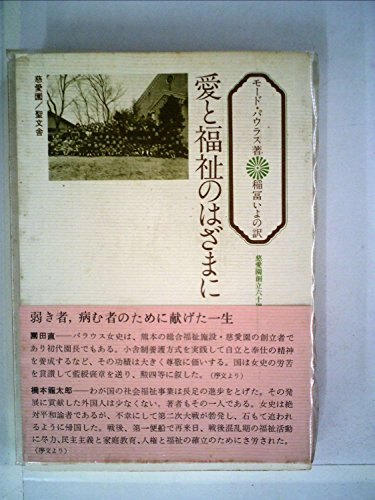 モード・パウラス著
稲冨いよの訳
愛と福祉のはざまに
慈愛園/聖文舎
慈愛園創立六十周
弱き者,病む者のために献げた一生
園田直──パウラス女史は、熊本の総合福祉施設・慈愛園の創立者で
あり初代園長でもある。小舎制養護方式を実践して自立と奉仕の精神
を養成するなど、その功績は大きく尊敬に価いする。国は女史の労苦
を賞讃して藍綬褒章を送り、勲四等に叙した。(序文より)
橋本龍太郎──わが国の社会福祉事業は長足の進歩をとげた。その発
展に貢献した外国人は少なくない。著者もその一人である。女史は絶
対平和論者であるが、不幸にして第二次大戦が勃発し、石もて追われ
るように帰国した。戦後、第一便船で再来日、戦後混乱期の福祉活動
に尽力、民主主義と家庭教育、人権と福祉の確立のためにさ労された。
(序文より)